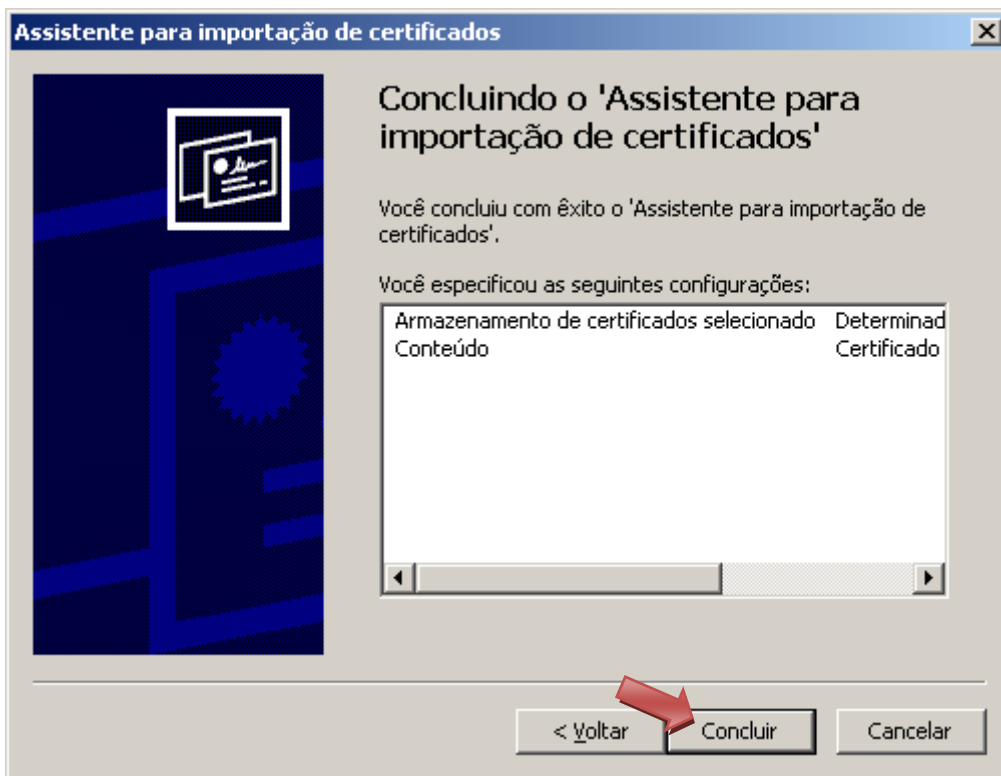 Assistente para importação de certificados
Concluindo o 'Assistente para
importação de certificados'
Você concluiu com êxito o 'Assistente para importação de
certificados'.
Você especificou as seguintes configurações:
Armazenamento de certificados selecionado Determinad
Conteúdo Certificado
< Voltar Concluir Cancelar